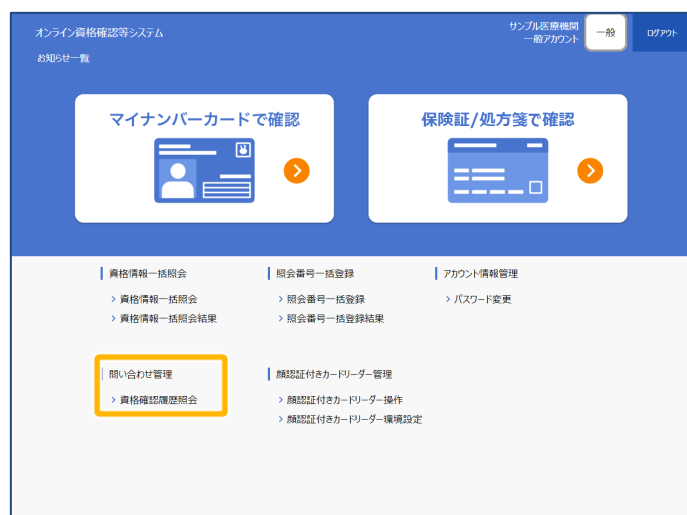 オンライン資格確認等システム
サンプル医療機関
一般アカウント
一般
ログアウト
お知らせ一覧
マイナンバーカードで確認
保険証/処方箋で確認
資格情報一括照会
照会番号一括登録
アカウント情報管理
> 資格情報一括照会
> 照会番号一括登録
> パスワード変更
> 資格情報一括照会結果
> 照会番号一括登録結果
問い合わせ管理
顔認証付きカードリーダー管理
> 資格確認履歴照会
> 顔認証付きカードリーダー操作
> 顔認証付きカードリーダー環境設定